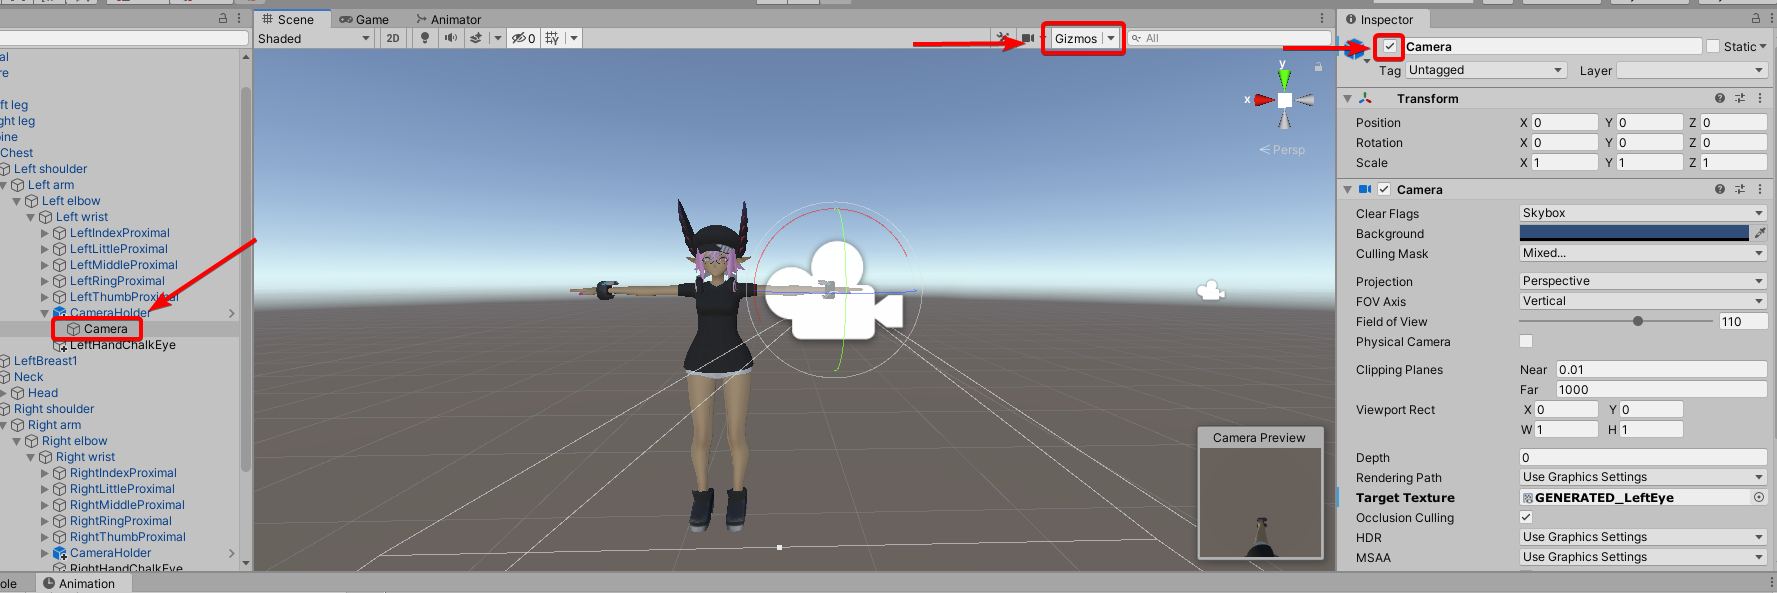 Scene
Game
Animator
Shaded
2D
0
Gizmos
All
al
re
ft leg
ght leg
pine
Chest
Left shoulder
Left arm
Left elbow
Left wrist
LeftIndexProximal
LeftLittleProximal
LeftMiddleProximal
LeftRingProximal
LeftThumbProximal
CameraHolder
Camera
LeftHandChalkEye
LeftBreast1
Neck
Head
Right shoulder
Right arm
Right elbow
Right wrist
RightIndexProximal
RightLittleProximal
RightMiddleProximal
RightRingProximal
RightThumbProximal
CameraHolder
RightHandChalkEye
ole
Animation
y
x
Persp
Camera Preview
Inspector
Camera
Static
Tag Untagged Layer
Transform
Position X 0 Y 0 Z 0
Rotation X 0 Y 0 Z 0
Scale X 1 Y 1 Z 1
Camera
Clear Flags Skybox
Background
Culling Mask Mixed...
Projection Perspective
FOV Axis Vertical
Field of View 110
Physical Camera
Clipping Planes Near 0.01
Far 1000
Viewport Rect X 0 Y 0
W 1 H 1
Depth 0
Rendering Path Use Graphics Settings
Target Texture GENERATED_LeftEye
Occlusion Culling
HDR Use Graphics Settings
MSAA Use Graphics Settings